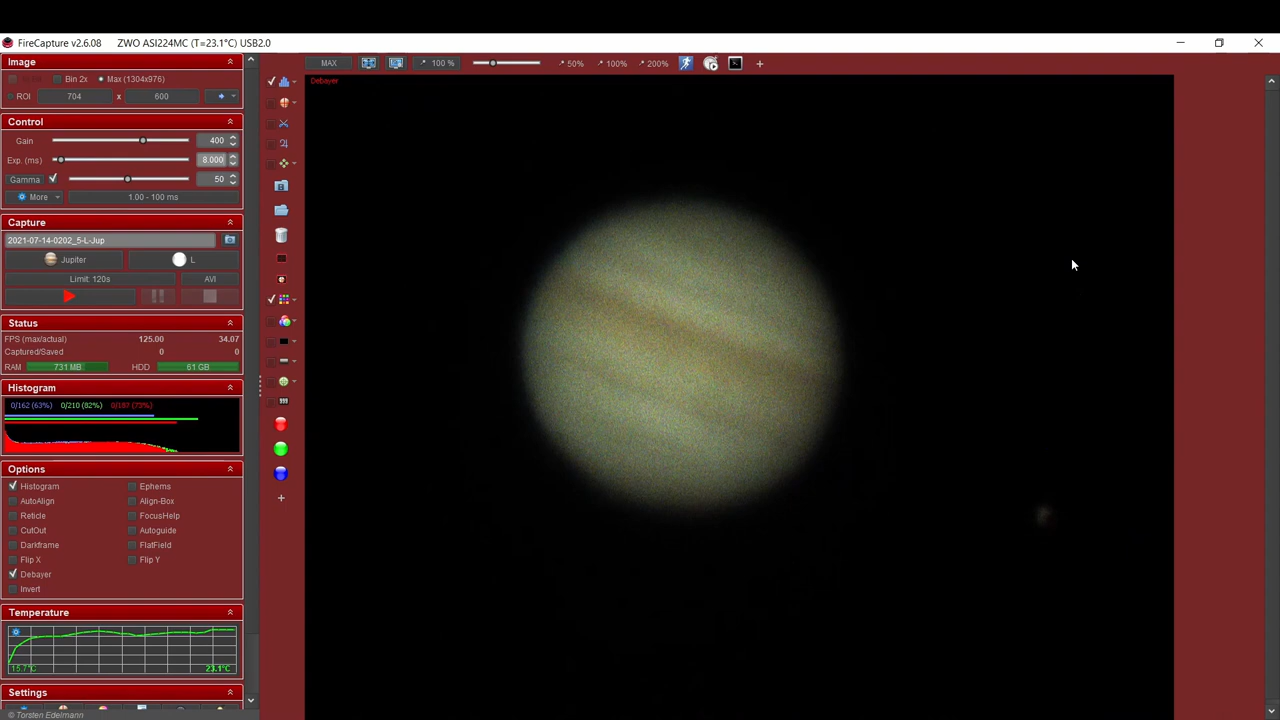 FireCapture v2.6.08 ZWO ASI224MC (T=23.1°C) USB2.0
Image
Bin 2x Max (1304x976)
ROI 704 x 600
Control
Gain 400
Exp. (ms) 8.000
Gamma 50
More 1.00 - 100 ms
Capture
2021-07-14-0202_5-L-Jup
Jupiter L
Limit: 120s AVI
Status
FPS (max/actual) 125.00 34.07
Captured/Saved 0 0
RAM 731 MB HDD 61 GB
Histogram
0/162 (63%) 0/210 (82%) 0/187 (73%)
Options
Histogram Ephems
AutoAlign Align-Box
Reticle FocusHelp
CutOut Autoguide
Darkframe FlatField
Flip X Flip Y
Debayer
Invert
Temperature
15.7°C 23.1°C
Settings
© Torsten Edelmann
MAX 100 % 50% 100% 200%
Debayer